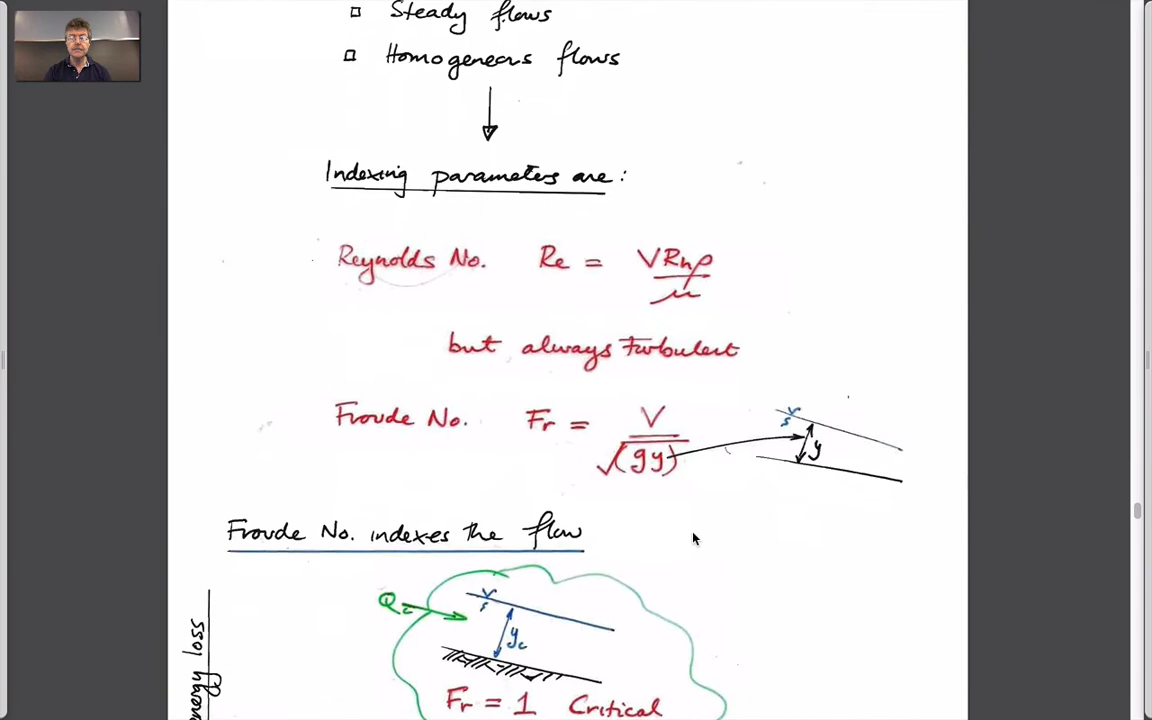 Steady flows
Homogeneous flows
Indexing parameters are:
Reynolds No. Re = VRhρ/μ
but always turbulent
Froude No. Fr = V/√(gy)
y
Froude No. indexes the flow
Qc
yc
Fr = 1 Critical
energy loss